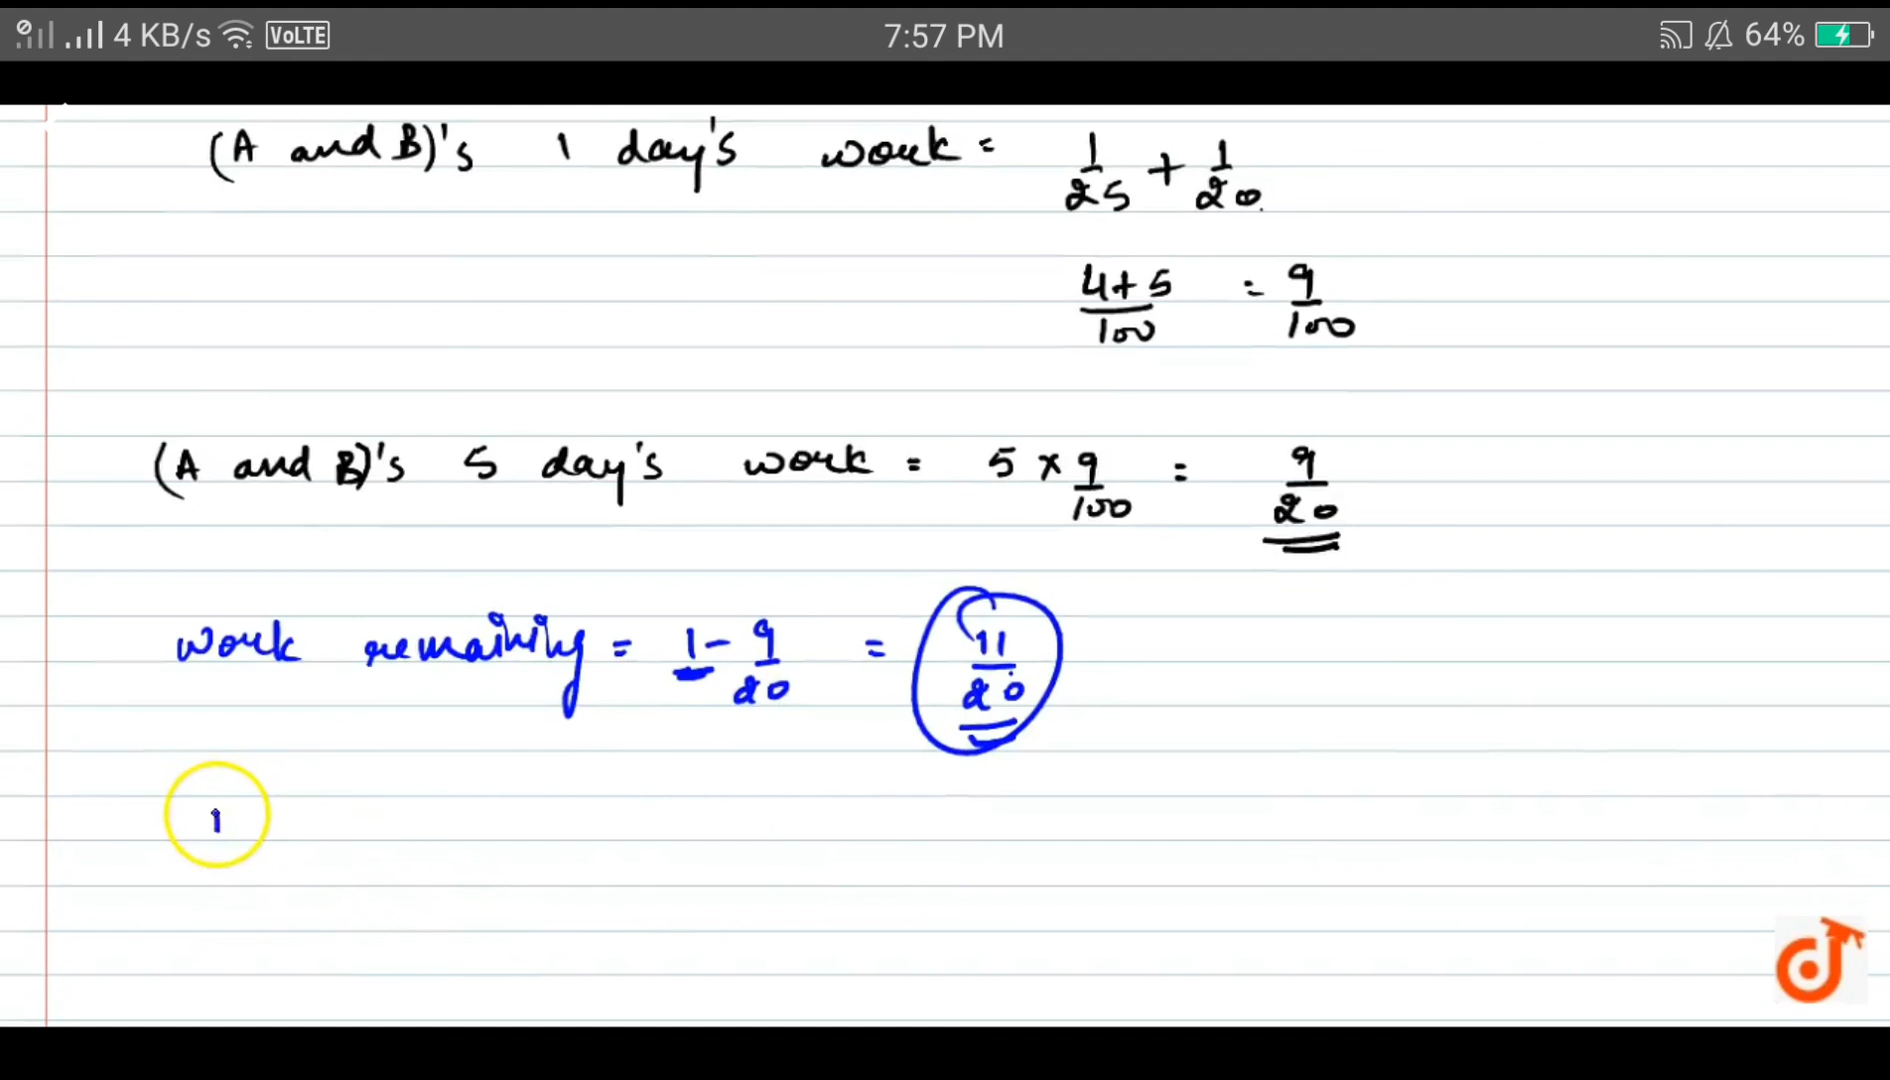 4 KB/s VoLTE 7:57 PM 64%
(A and B)'s 1 day's work = 1/25 + 1/20
4+5/100 = 9/100
(A and B)'s 5 day's work = 5 × 9/100 = 9/20
work remaining = 1 - 9/20 = 11/20
1